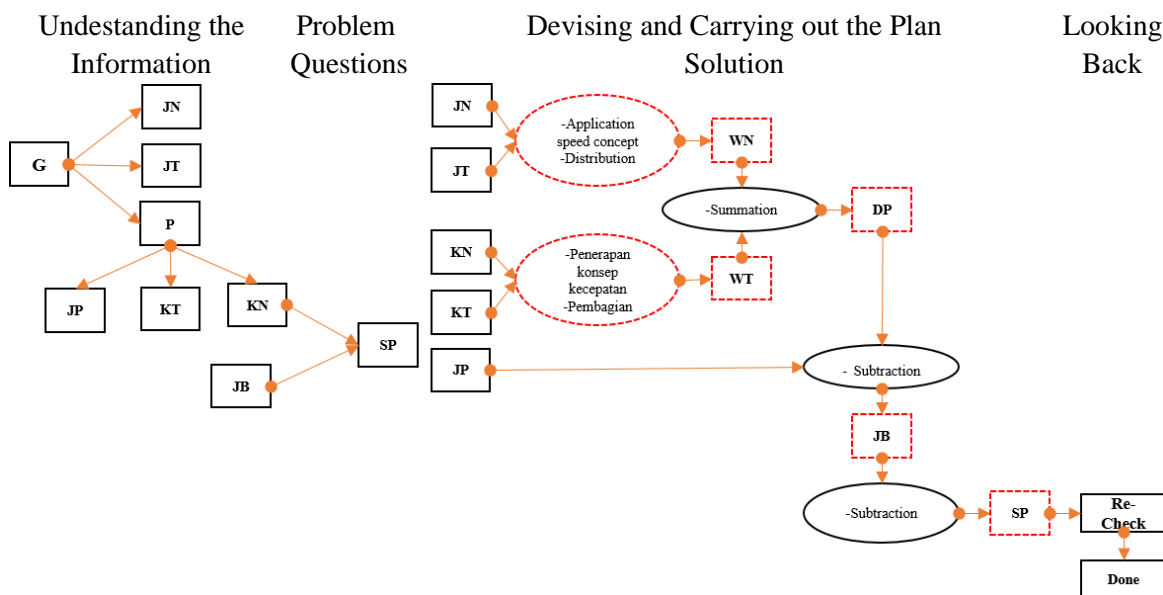 Undestanding the
Information
Problem
Questions
Devising and Carrying out the Plan
Solution
Looking
Back
G
JN
JT
P
JP
KT
KN
JB
SP
JN
JT
-Application
speed concept
-Distribution
WN
-Summation
DP
KN
KT
-Penerapan
konsep
kecepatan
-Pembagian
WT
JP
- Subtraction
JB
-Subtraction
SP
Re-
Check
Done